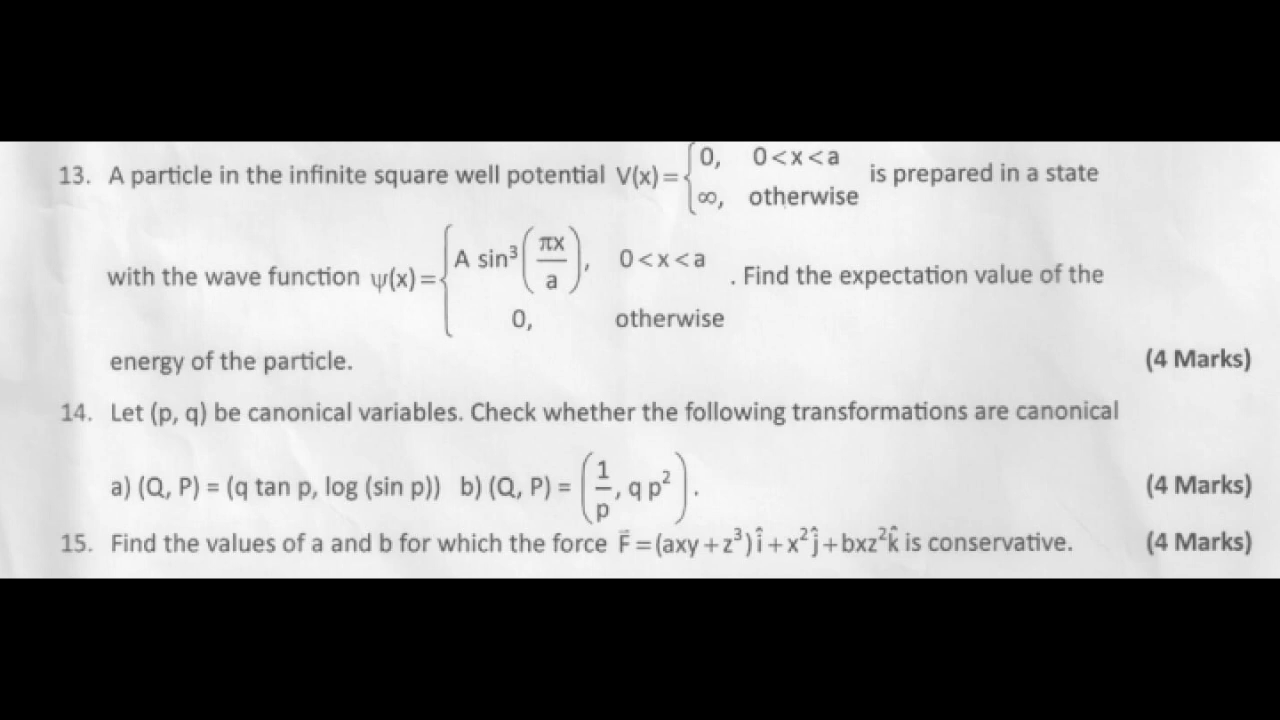 13. A particle in the infinite square well potential V(x)={0, 0<x<a; ∞, otherwise is prepared in a state
with the wave function ψ(x)={A sin³(πx/a), 0<x<a; 0, otherwise. Find the expectation value of the
energy of the particle. (4 Marks)
14. Let (p, q) be canonical variables. Check whether the following transformations are canonical
a) (Q, P) = (q tan p, log (sin p)) b) (Q, P) = (1/p, q p²). (4 Marks)
15. Find the values of a and b for which the force F⃗=(axy+z³)î+x²ĵ+bxz²k̂ is conservative. (4 Marks)